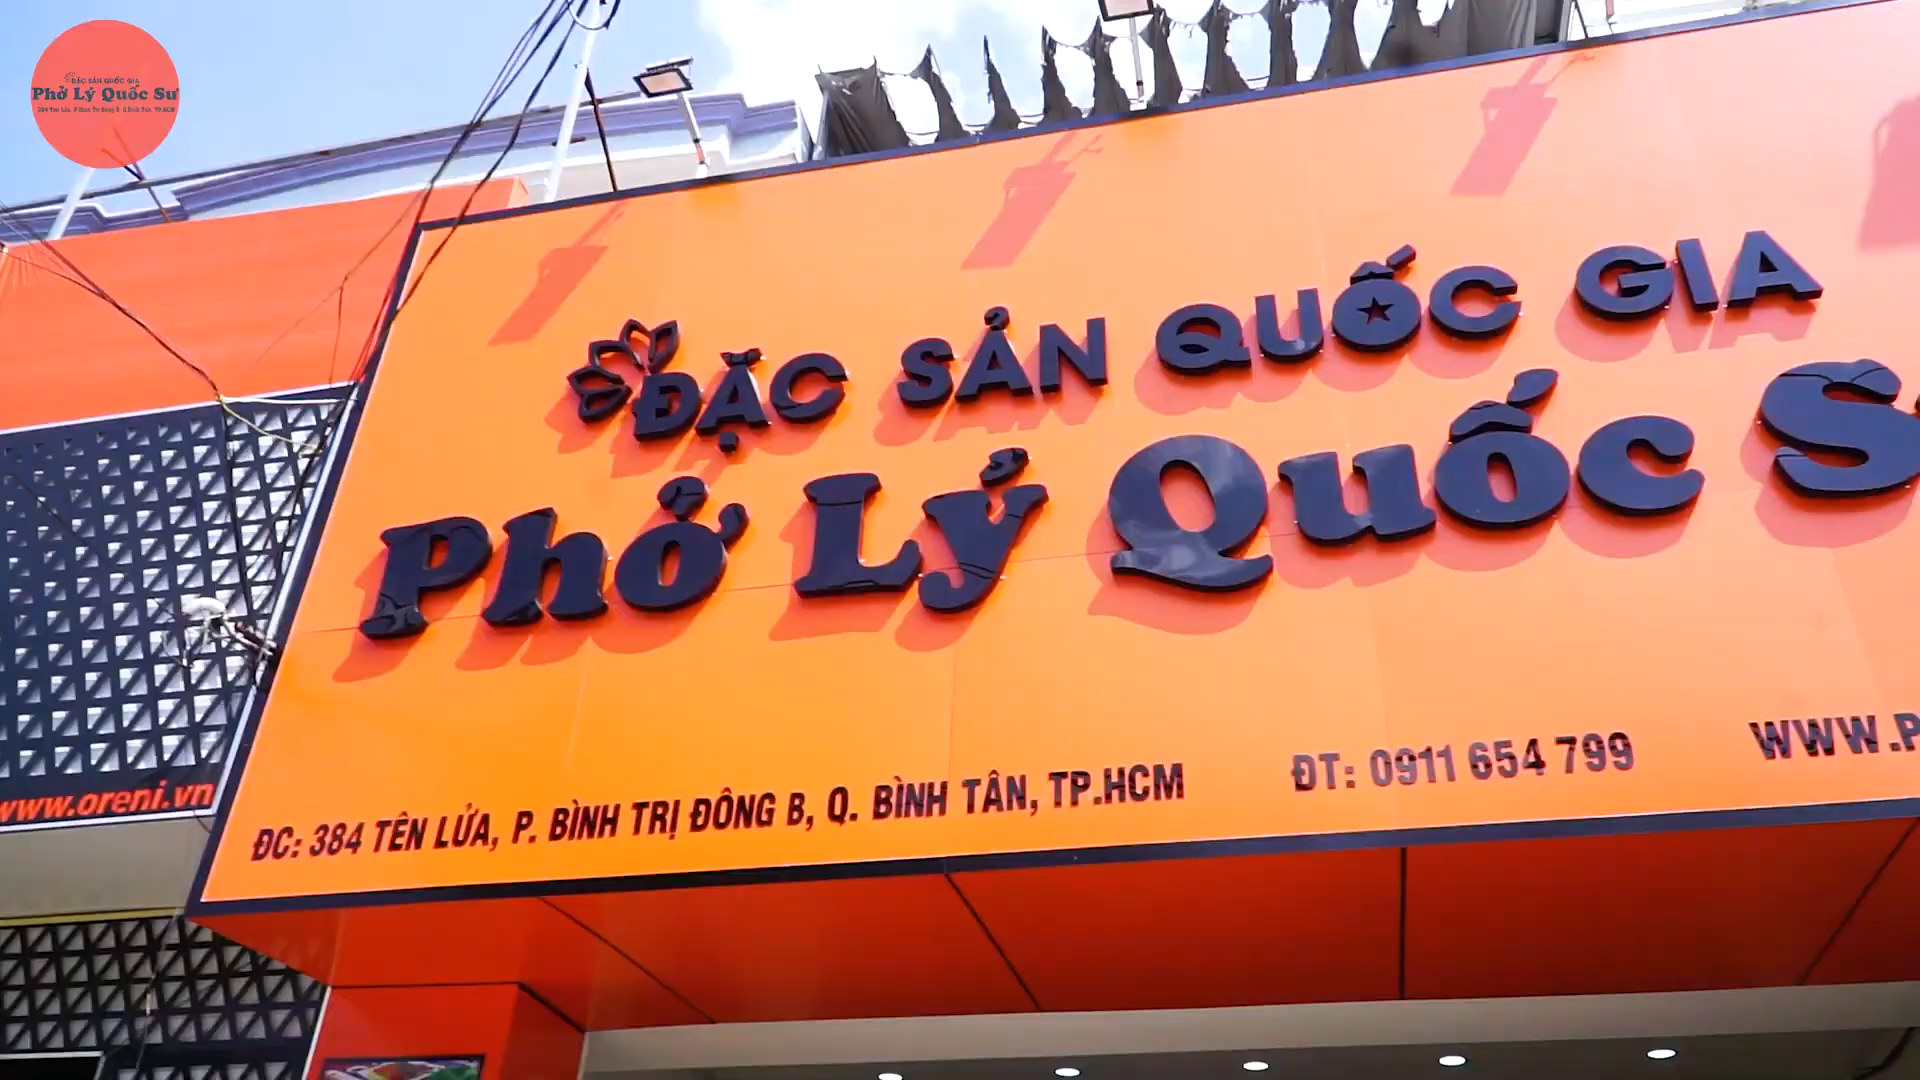 ĐẶC SẢN QUỐC GIA
Phở Lý Quốc Sư
ĐẶC SẢN QUỐC GIA
Phở Lý Quốc
ĐC: 384 TÊN LỬA, P. BÌNH TRỊ ĐÔNG B, Q. BÌNH TÂN, TP.HCM
ĐT: 0911 654 799
WWW.P
www.oreni.vn